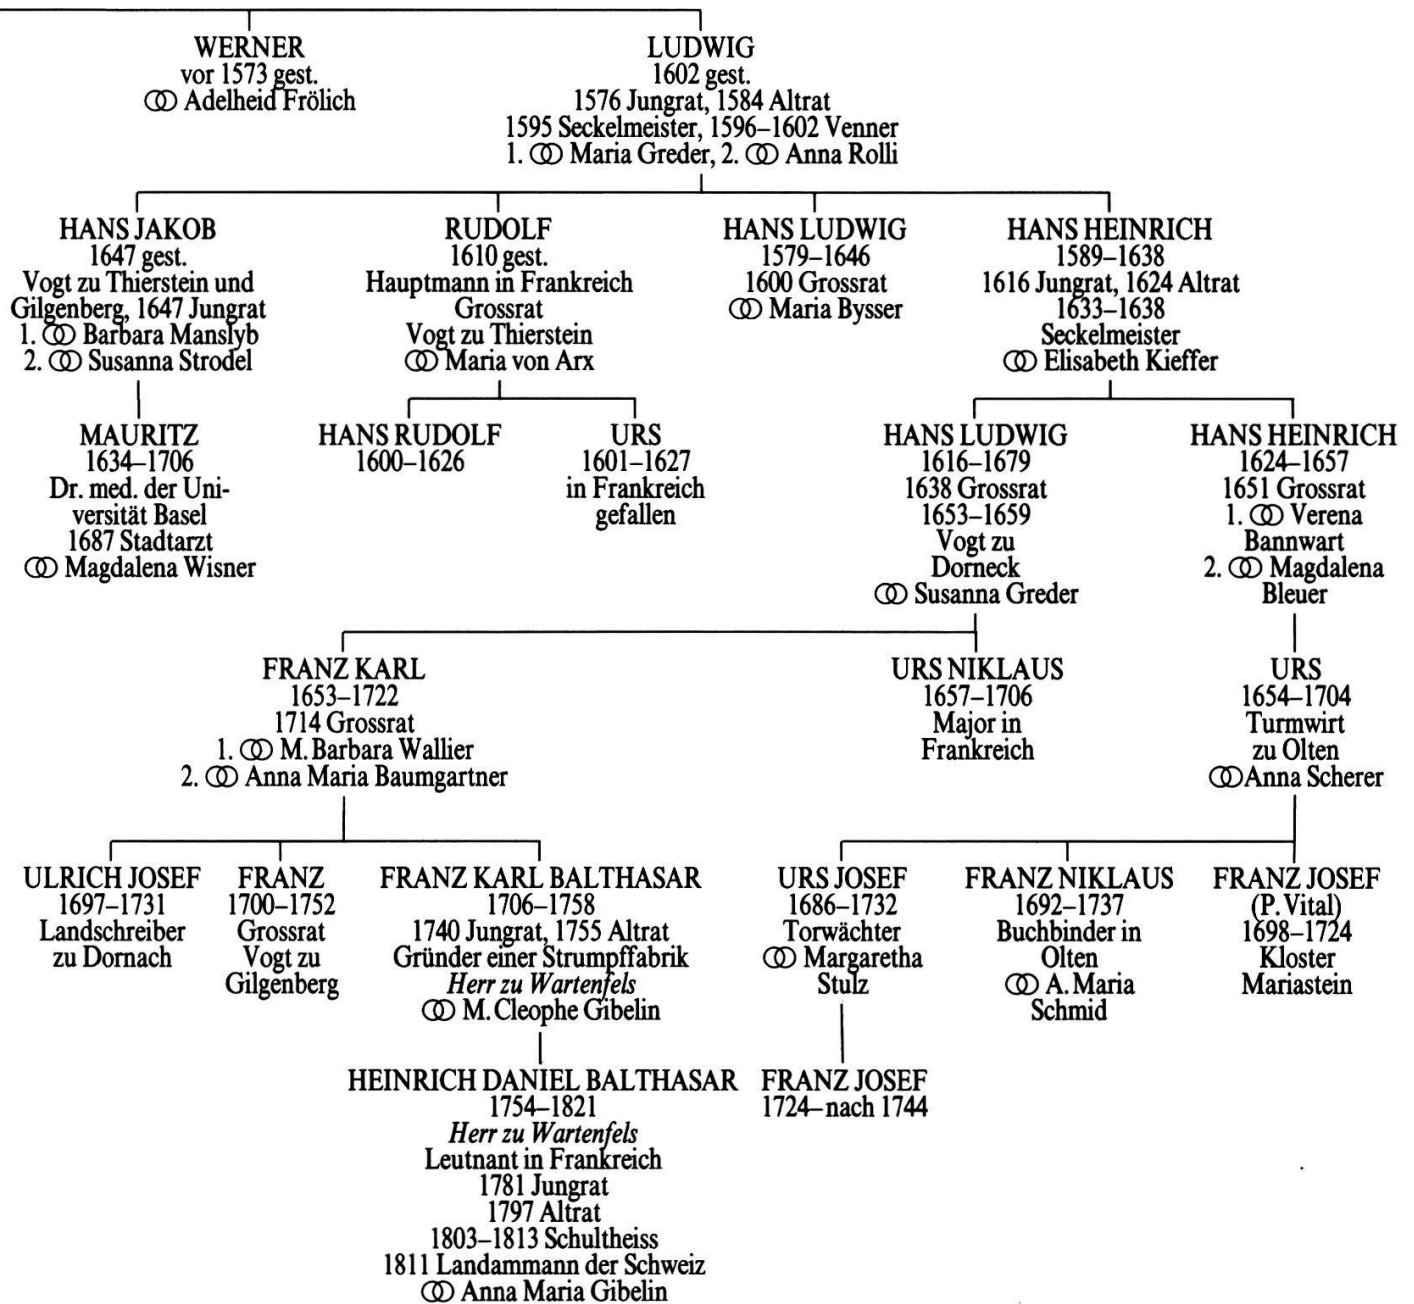 WERNER
vor 1573 gest.
⚭ Adelheid Frölich
LUDWIG
1602 gest.
1576 Jungrat, 1584 Altrat
1595 Seckelmeister, 1596–1602 Venner
1. ⚭ Maria Greder, 2. ⚭ Anna Rolli
HANS JAKOB
1647 gest.
Vogt zu Thierstein und
Gilgenberg, 1647 Jungrat
1. ⚭ Barbara Manslyb
2. ⚭ Susanna Strodel
RUDOLF
1610 gest.
Hauptmann in Frankreich
Grossrat
Vogt zu Thierstein
⚭ Maria von Arx
HANS LUDWIG
1579–1646
1600 Grossrat
⚭ Maria Bysser
HANS HEINRICH
1589–1638
1616 Jungrat, 1624 Altrat
1633–1638
Seckelmeister
⚭ Elisabeth Kieffer
MAURITZ
1634–1706
Dr. med. der Uni-
versität Basel
1687 Stadtarzt
⚭ Magdalena Wisner
HANS RUDOLF
1600–1626
URS
1601–1627
in Frankreich
gefallen
HANS LUDWIG
1616–1679
1638 Grossrat
1653–1659
Vogt zu
Dorneck
⚭ Susanna Greder
HANS HEINRICH
1624–1657
1651 Grossrat
1. ⚭ Verena
Bannwart
2. ⚭ Magdalena
Bleuer
FRANZ KARL
1653–1722
1714 Grossrat
1. ⚭ M. Barbara Wallier
2. ⚭ Anna Maria Baumgartner
URS NIKLAUS
1657–1706
Major in
Frankreich
URS
1654–1704
Turmwirt
zu Olten
⚭ Anna Scherer
ULRICH JOSEF
1697–1731
Landschreiber
zu Dornach
FRANZ
1700–1752
Grossrat
Vogt zu
Gilgenberg
FRANZ KARL BALTHASAR
1706–1758
1740 Jungrat, 1755 Altrat
Gründer einer Strumpffabrik
Herr zu Wartenfels
⚭ M. Cleophe Gibelin
URS JOSEF
1686–1732
Torwächter
⚭ Margaretha
Stulz
FRANZ NIKLAUS
1692–1737
Buchbinder in
Olten
⚭ A. Maria
Schmid
FRANZ JOSEF
(P. Vital)
1698–1724
Kloster
Mariastein
HEINRICH DANIEL BALTHASAR
1754–1821
Herr zu Wartenfels
Leutnant in Frankreich
1781 Jungrat
1797 Altrat
1803–1813 Schultheiss
1811 Landammann der Schweiz
⚭ Anna Maria Gibelin
FRANZ JOSEF
1724–nach 1744